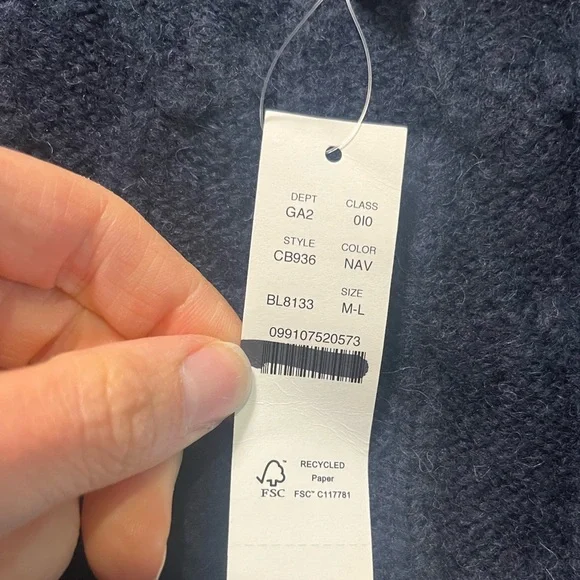 DEPT CLASS
GA2 0I0
STYLE COLOR
CB936 NAV
SIZE
BL8133 M-L
099107520573
RECYCLED
Paper
FSC FSC™ C117781